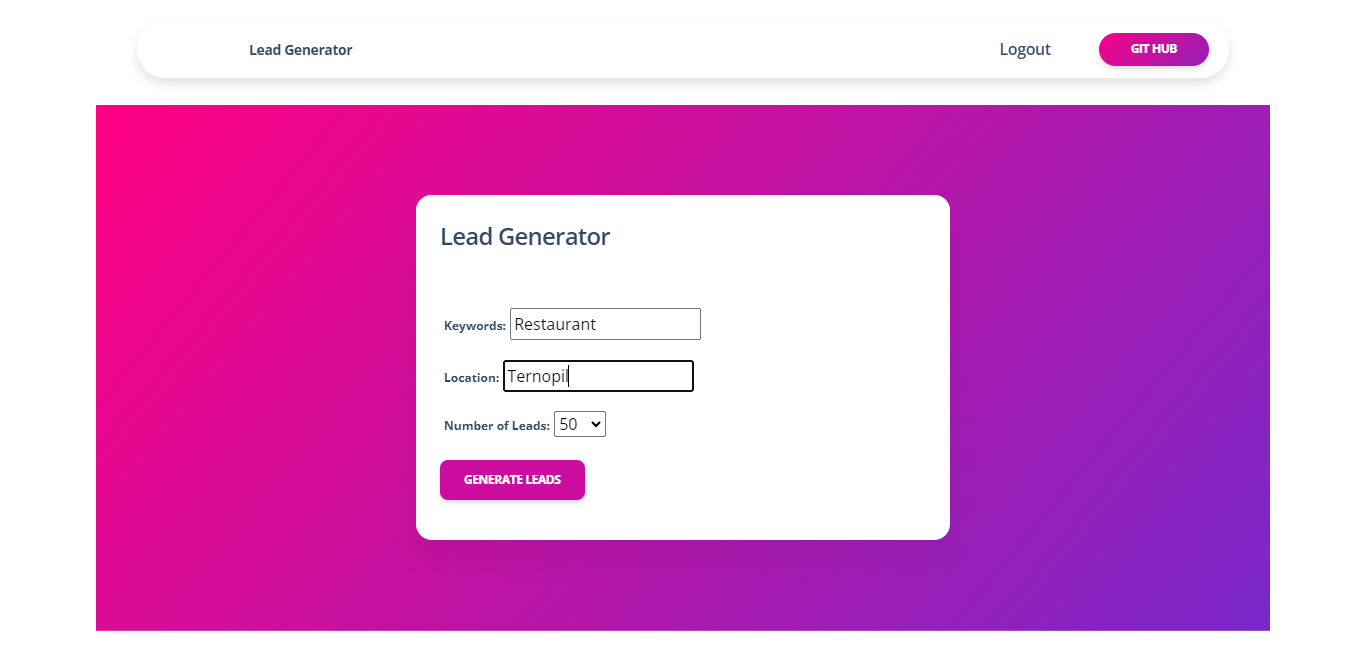 Lead Generator Logout GIT HUB
Lead Generator
Keywords: Restaurant
Location: Ternopil
Number of Leads: 50
GENERATE LEADS